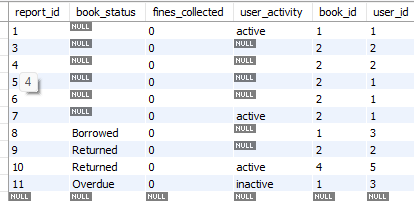 report_id book_status fines_collected user_activity book_id user_id
1 NULL 0 active 1 1
3 NULL 0 NULL 2 2
4 NULL 0 NULL 2 2
5 4 NULL 0 NULL 2 1
6 NULL 0 NULL 2 1
7 NULL 0 active 2 1
8 Borrowed 0 NULL 1 3
9 Returned 0 NULL 2 2
10 Returned 0 active 4 5
11 Overdue 0 inactive 1 3
NULL NULL NULL NULL NULL NULL